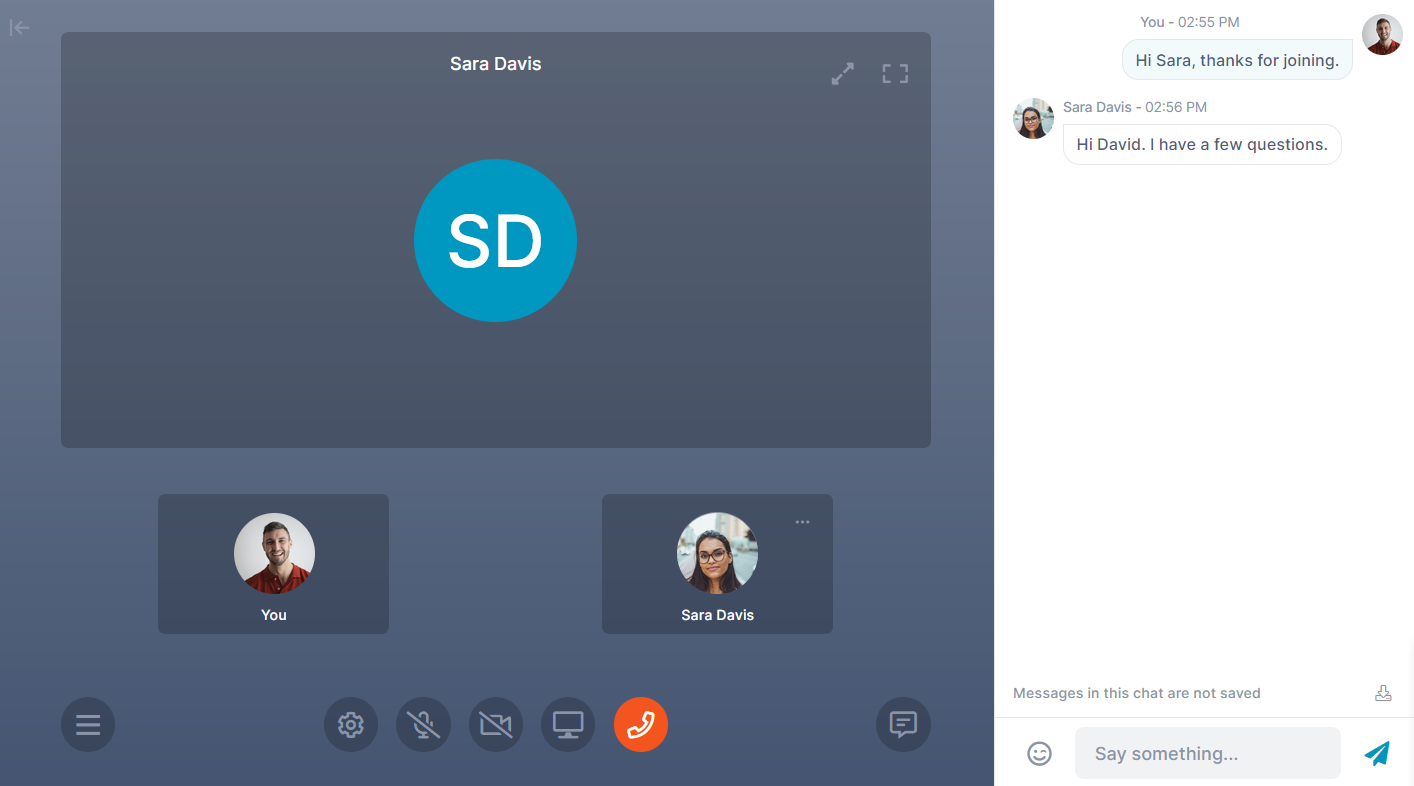 Sara Davis
SD
You
Sara Davis
You - 02:55 PM
Hi Sara, thanks for joining.
Sara Davis - 02:56 PM
Hi David. I have a few questions.
Messages in this chat are not saved
Say something...